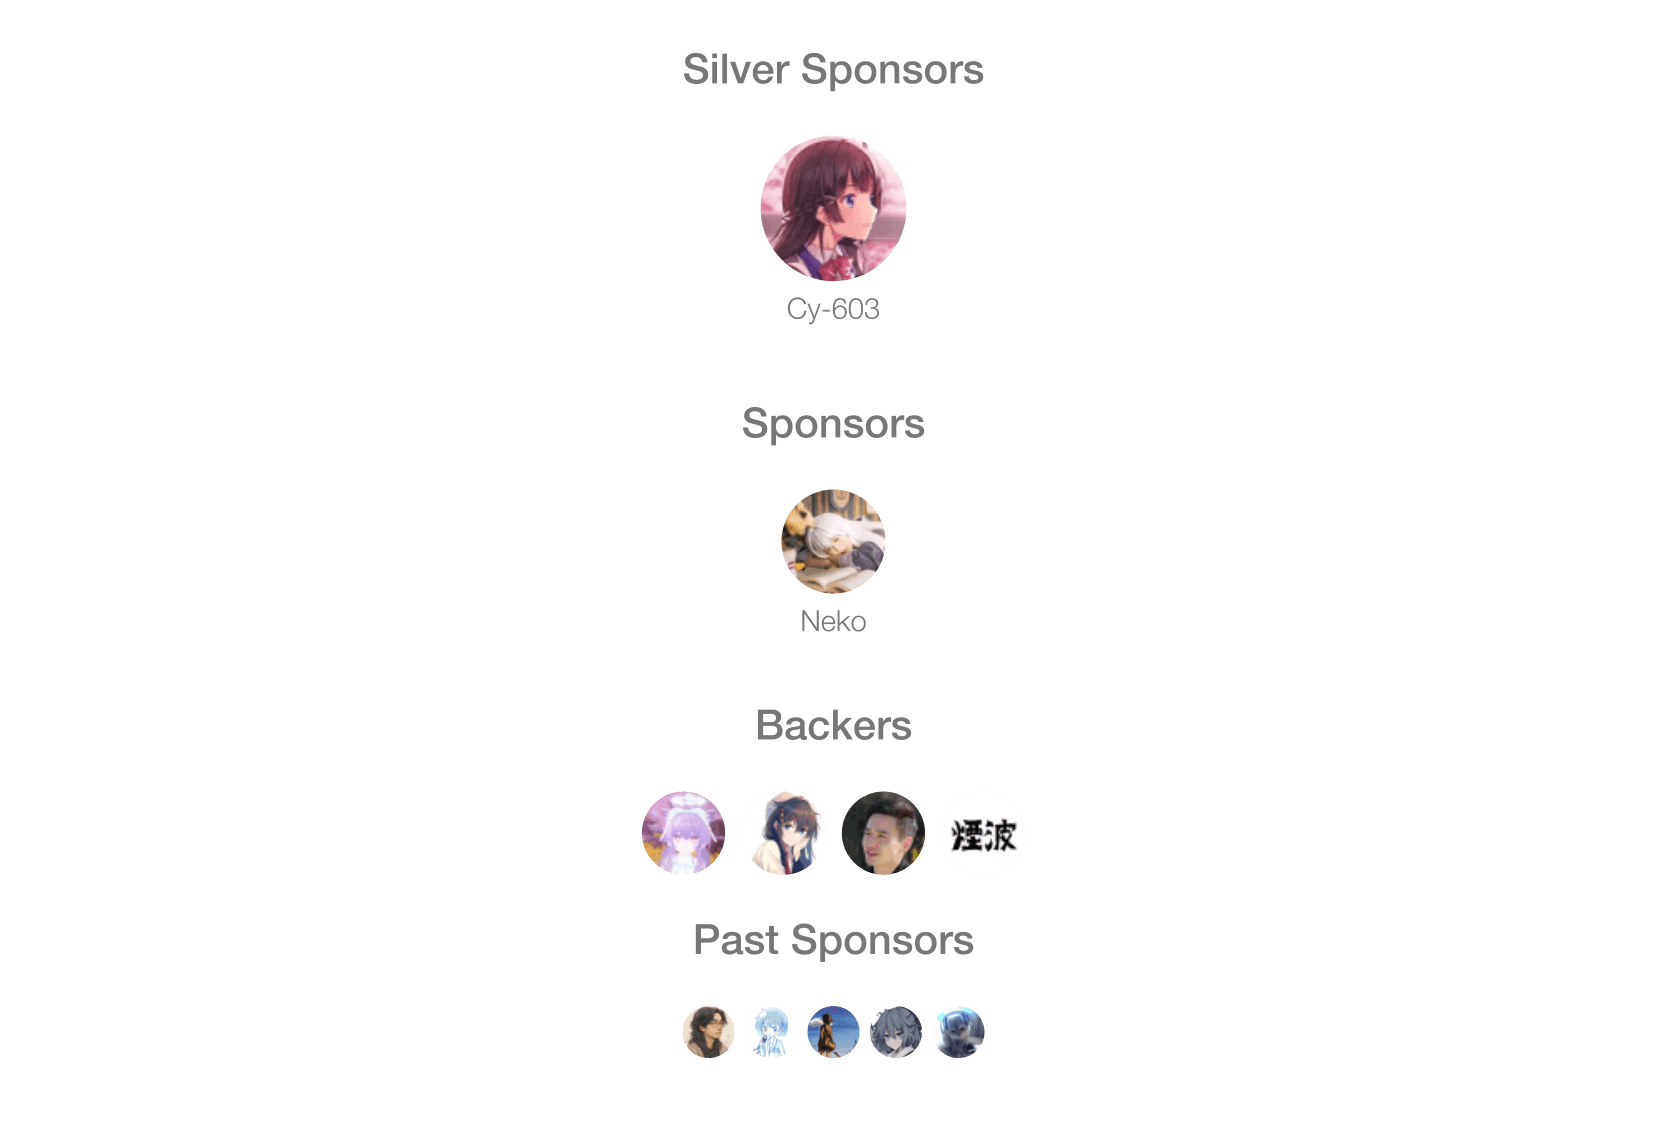 Silver Sponsors
Cy-603
Sponsors
Neko
Backers
煙波
Past Sponsors